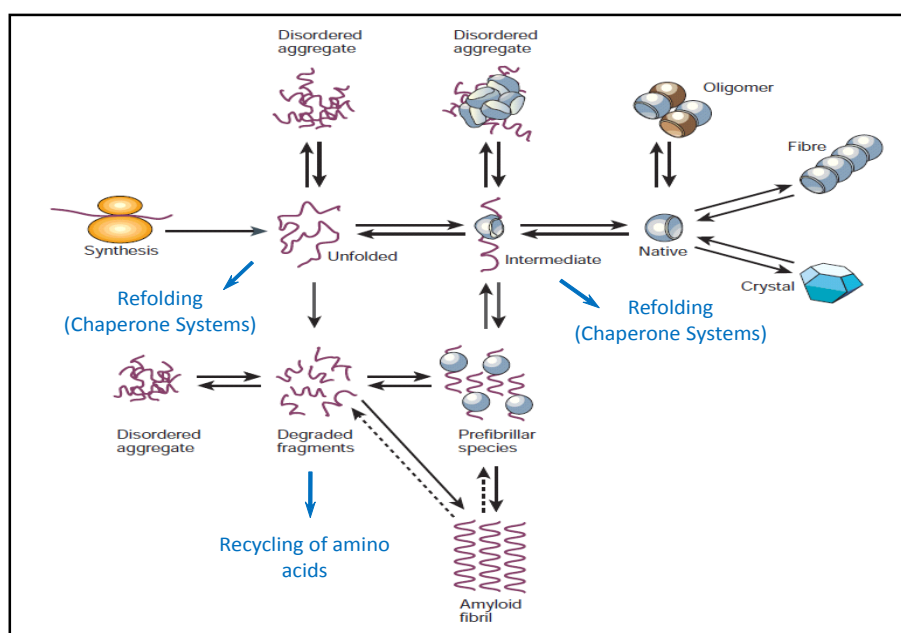 Disordered
aggregate
Disordered
aggregate
Oligomer
Fibre
Synthesis
Unfolded
Intermediate
Native
Crystal
Refolding
(Chaperone Systems)
Refolding
(Chaperone Systems)
Disordered
aggregate
Degraded
fragments
Prefibrillar
species
Recycling of amino
acids
Amyloid
fibril